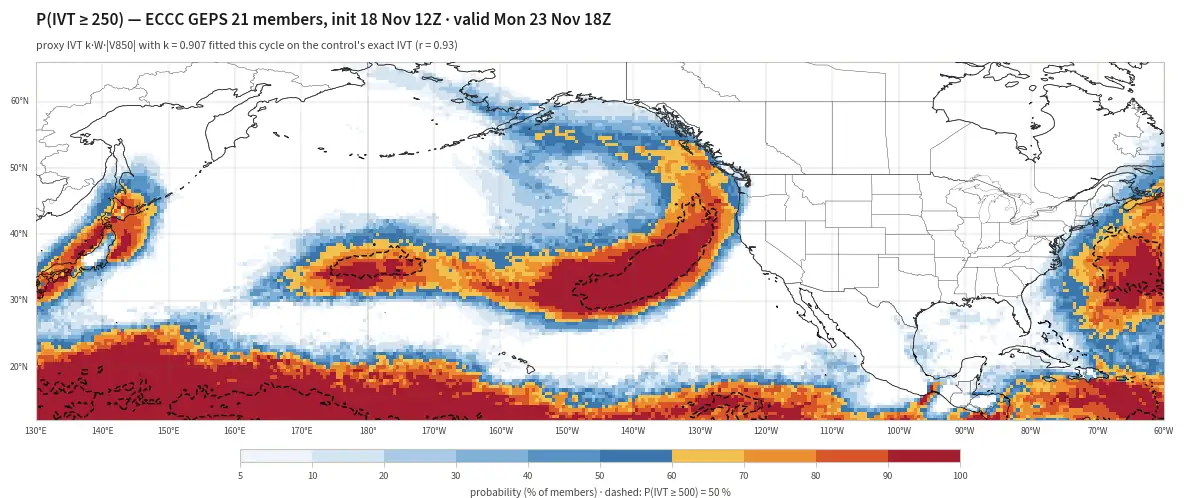 P(IVT ≥ 250) — ECCC GEPS 21 members, init 18 Nov 12Z · valid Mon 23 Nov 18Z
proxy IVT k·W·|V850| with k = 0.907 fitted this cycle on the control's exact IVT (r = 0.93)
60°N
50°N
40°N
30°N
20°N
130°E 140°E 150°E 160°E 170°E 180° 170°W 160°W 150°W 140°W 130°W 120°W 110°W 100°W 90°W 80°W 70°W 60°W
5 10 20 30 40 50 60 70 80 90 100
probability (% of members) · dashed: P(IVT ≥ 500) = 50 %